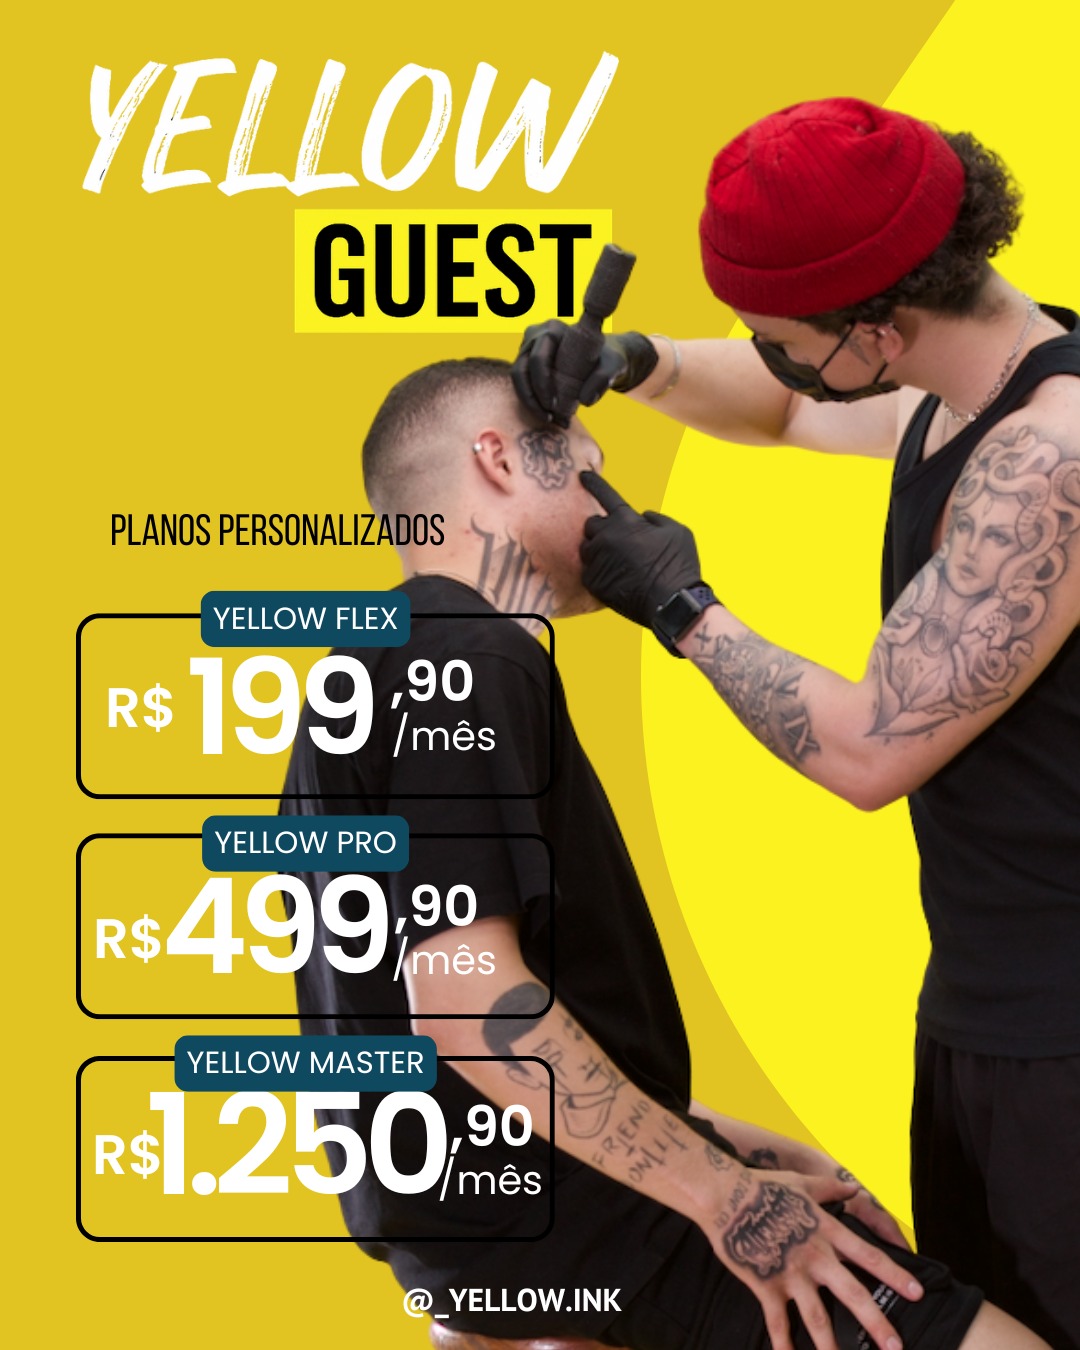 YELLOW
GUEST
PLANOS PERSONALIZADOS
YELLOW FLEX
R$ 199,90
/mês
YELLOW PRO
R$499,90
/mês
YELLOW MASTER
R$1.250,90
/mês
FRIEND
@_YELLOW.INK